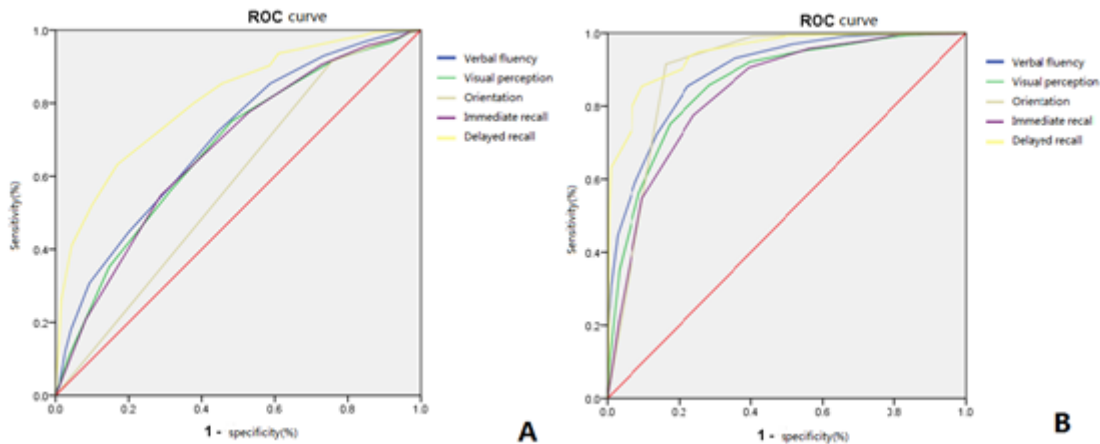 ROC curve
1.0
0.8
0.6
0.4
0.2
0.0
Sensitivity(%)
0.0 0.2 0.4 0.6 0.8 1.0
1 - specificity(%)
Verbal fluency
Visual perception
Orientation
Immediate recall
Delayed recall
A
ROC curve
1.0
0.8
0.6
0.4
0.2
0.0
Sensitivity(%)
0.0 0.2 0.4 0.6 0.8 1.0
1 - specificity(%)
Verbal fluency
Visual perception
Orientation
Immediate recal
Delayed recall
B